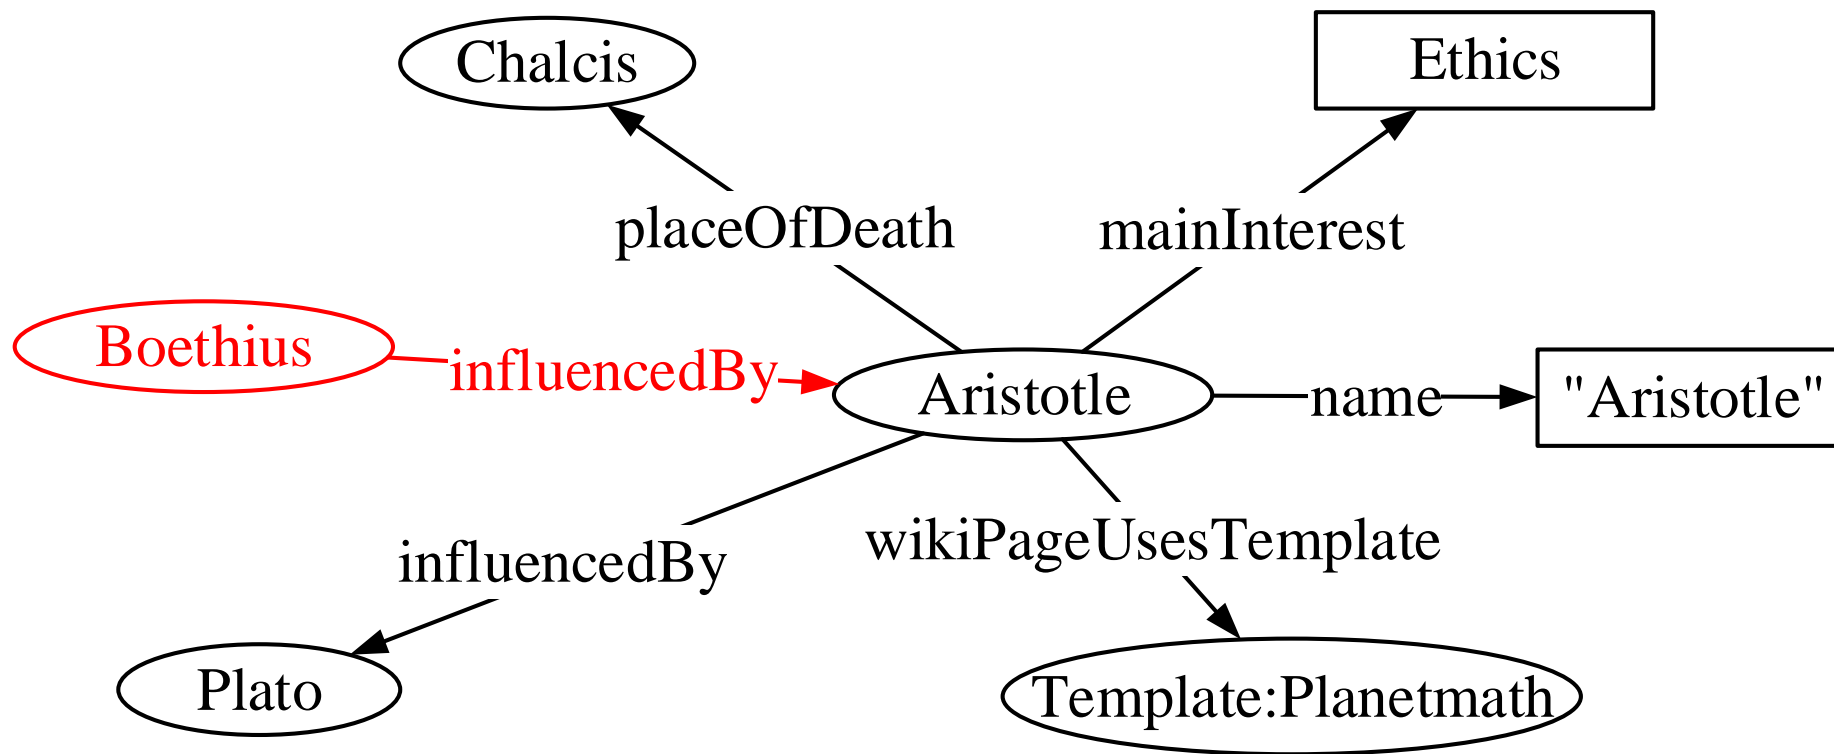 Chalcis
Ethics
placeOfDeath
mainInterest
Boethius
influencedBy
Aristotle
name
"Aristotle"
influencedBy
wikiPageUsesTemplate
Plato
Template:Planetmath